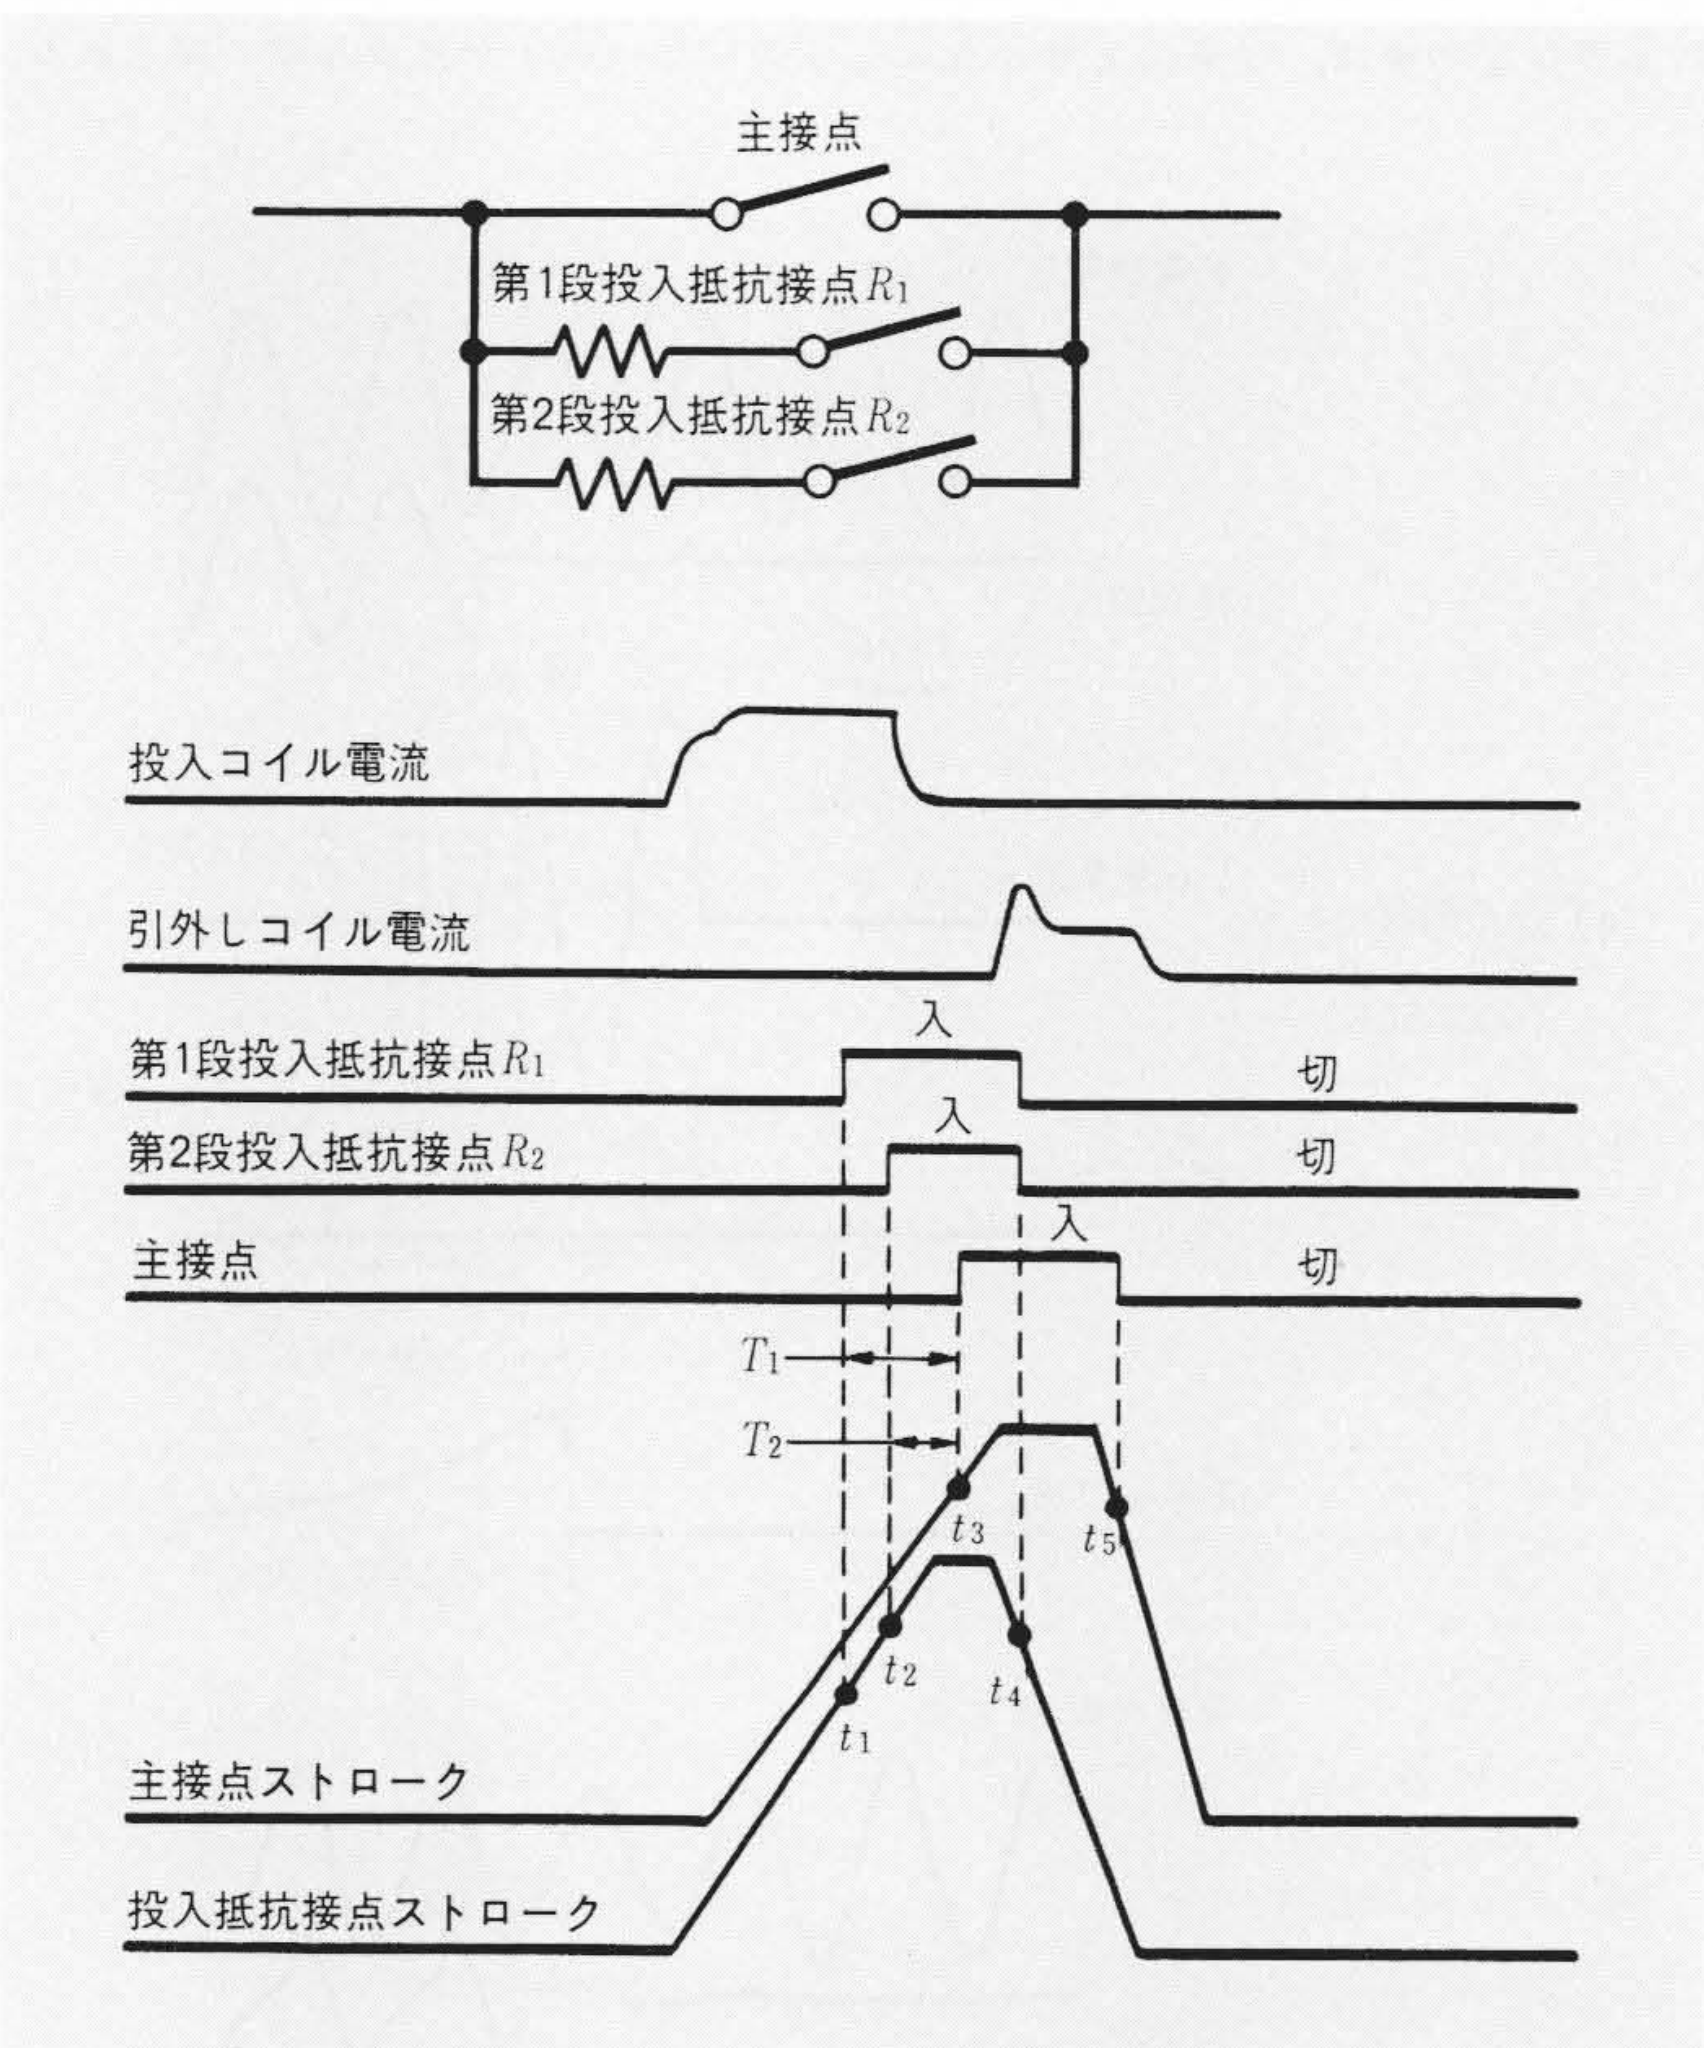 主接点
第1段投入抵抗接点R1
第2段投入抵抗接点R2
投入コイル電流
引外しコイル電流
入
第1段投入抵抗接点R1
切
入
第2段投入抵抗接点R2
切
入
主接点
切
T1
T2
t3
t5
t2
t4
t1
主接点ストローク
投入抵抗接点ストローク